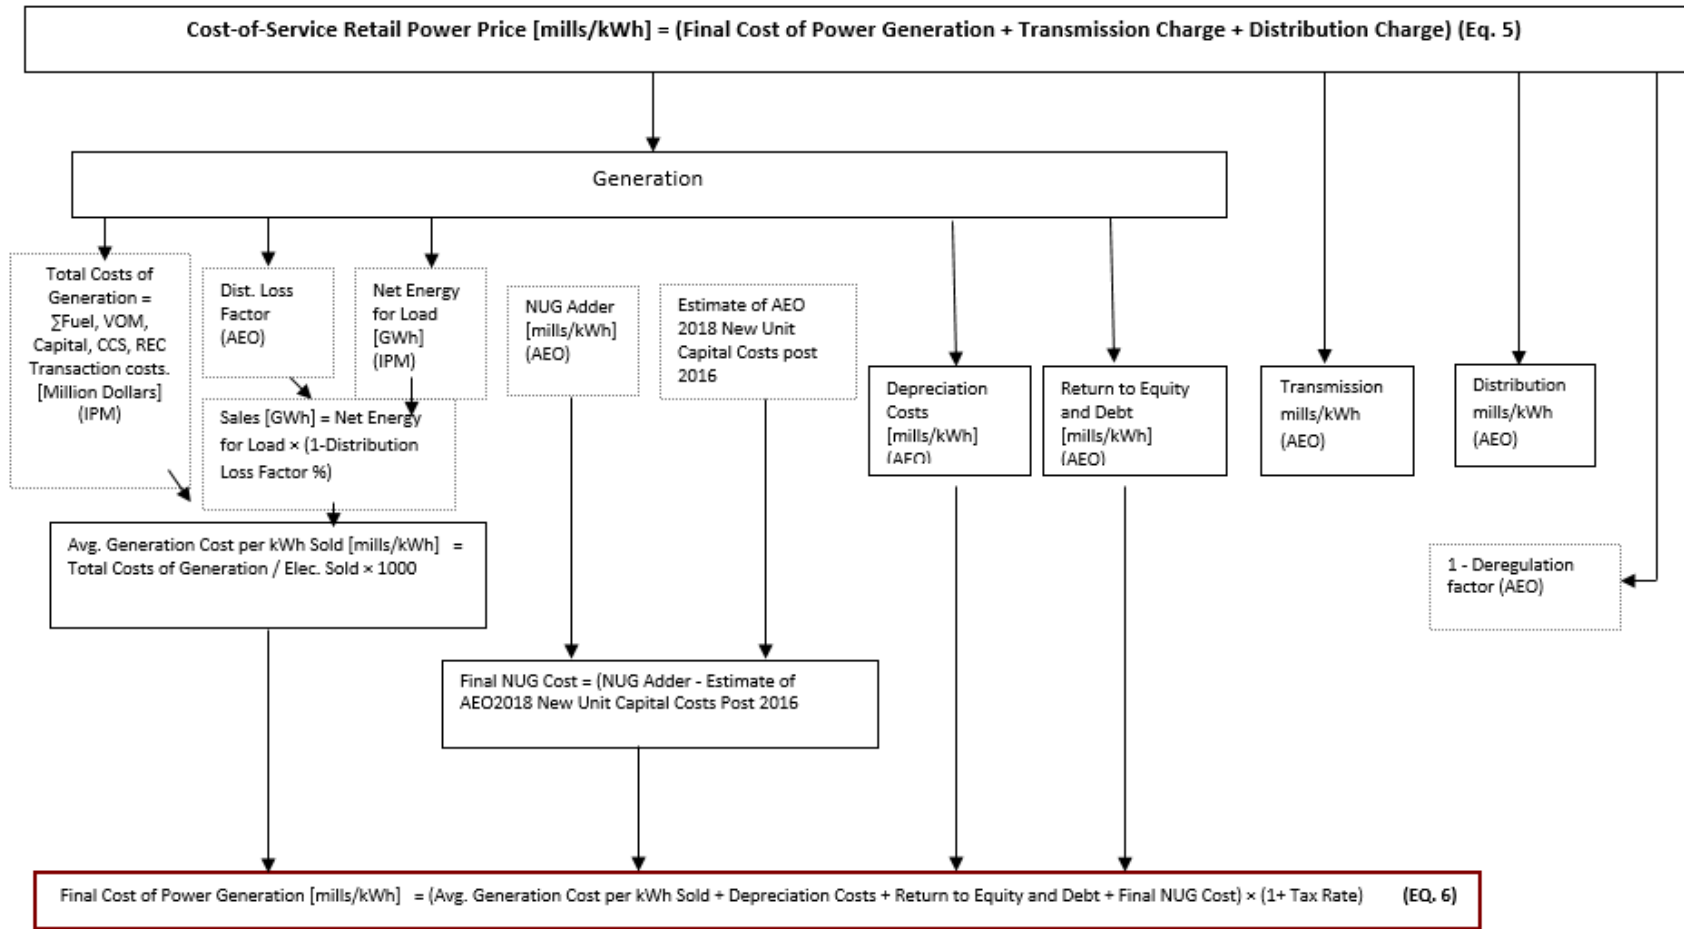 Cost-of-Service Retail Power Price [mills/kWh] = (Final Cost of Power Generation + Transmission Charge + Distribution Charge) (Eq. 5)
Generation
Total Costs of
Generation =
∑Fuel, VOM,
Capital, CCS, REC
Transaction costs.
[Million Dollars]
(IPM)
Dist. Loss
Factor
(AEO)
Net Energy
for Load
[GWh]
(IPM)
Sales [GWh] = Net Energy
for Load × (1-Distribution
Loss Factor %)
NUG Adder
[mills/kWh]
(AEO)
Estimate of AEO
2018 New Unit
Capital Costs post
2016
Depreciation
Costs
[mills/kWh]
(AEO)
Return to Equity
and Debt
[mills/kWh]
(AEO)
Transmission
mills/kWh
(AEO)
Distribution
mills/kWh
(AEO)
Avg. Generation Cost per kWh Sold [mills/kWh] =
Total Costs of Generation / Elec. Sold × 1000
1 - Deregulation
factor (AEO)
Final NUG Cost = (NUG Adder - Estimate of
AEO2018 New Unit Capital Costs Post 2016
Final Cost of Power Generation [mills/kWh] = (Avg. Generation Cost per kWh Sold + Depreciation Costs + Return to Equity and Debt + Final NUG Cost) × (1+ Tax Rate) (EQ. 6)